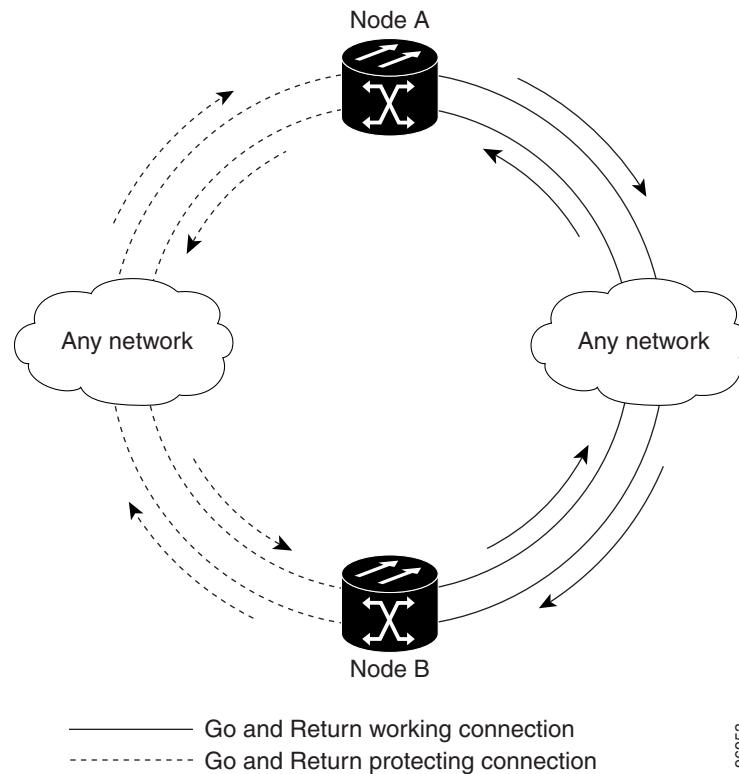 Node A
Any network
Any network
Node B
Go and Return working connection
Go and Return protecting connection